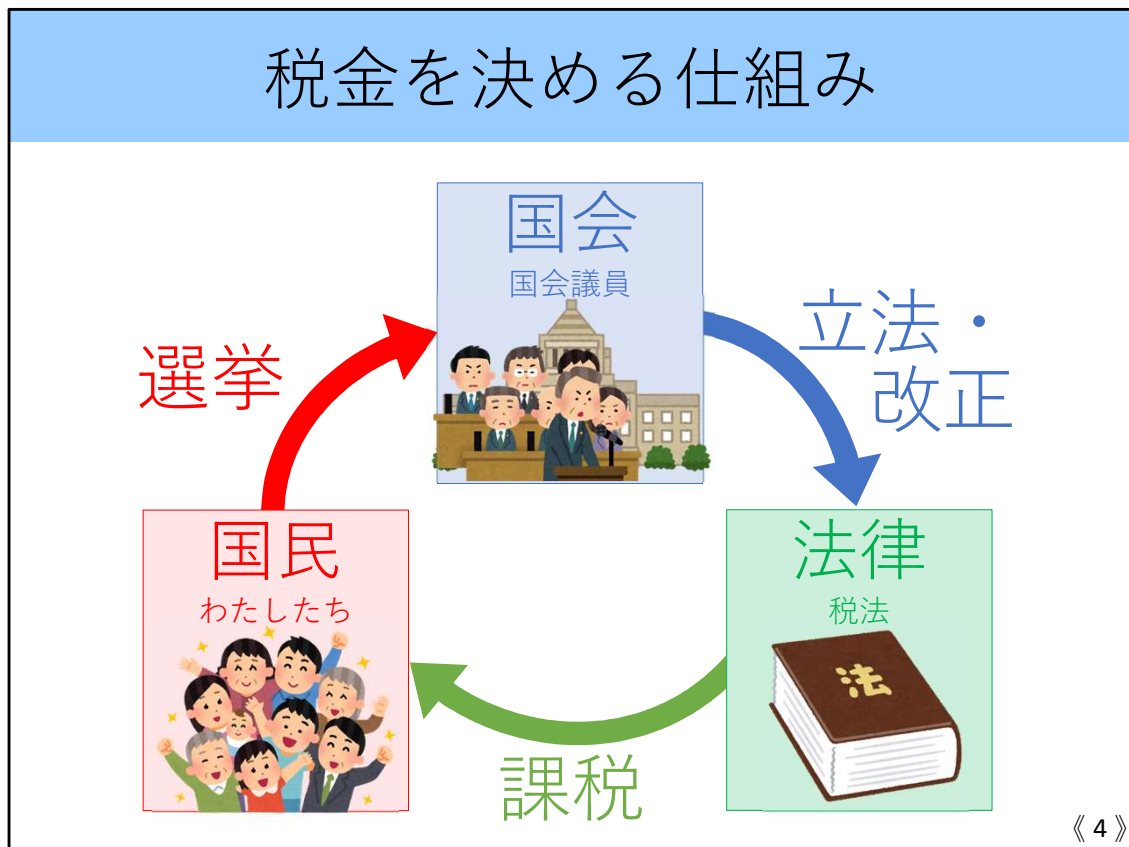 税金を決める仕組み
国会
国会議員
選挙
立法・
改正
国民
わたしたち
法律
税法
法
課税
《4》